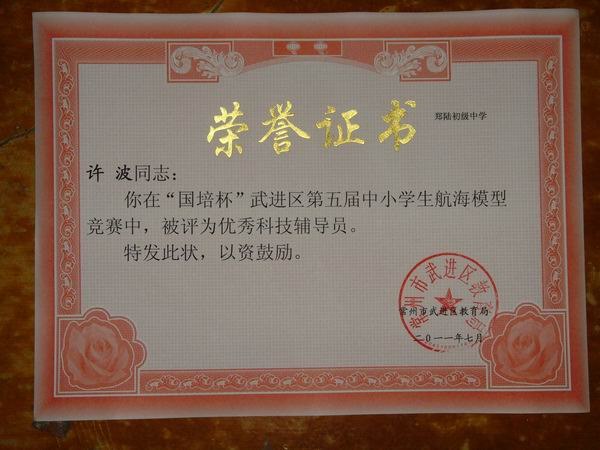 荣誉证书
郑陆初级中学
许 波同志：
你在“国培杯”武进区第五届中小学生航海模型
竞赛中，被评为优秀科技辅导员。
特发此状，以资鼓励。
常州市武进区教育局
常州市武进区教育局
二〇一一年七月